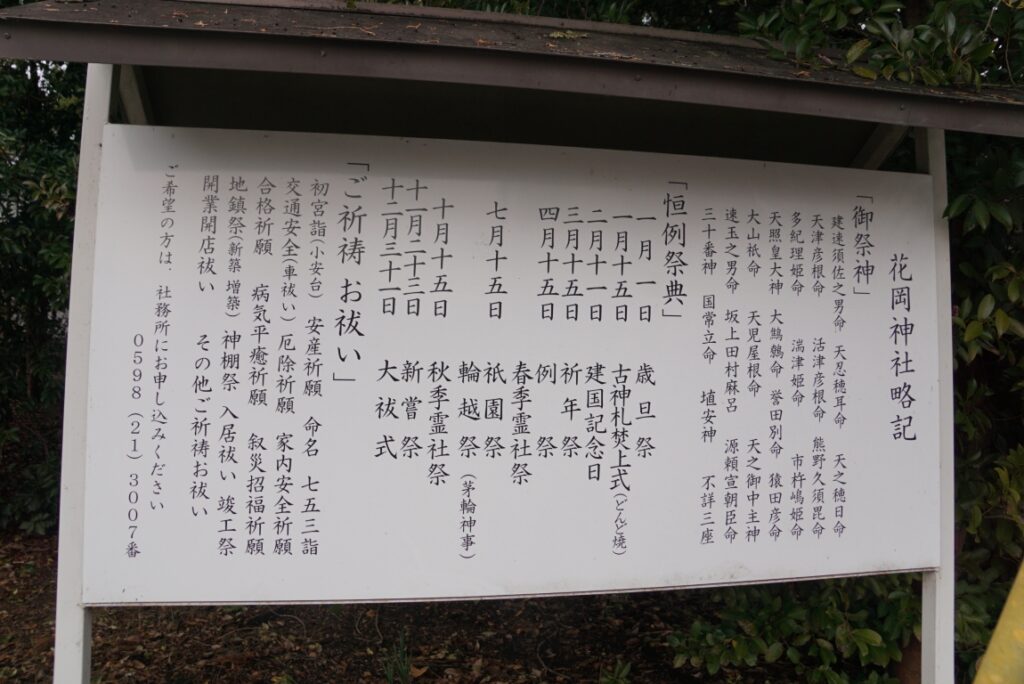 花岡神社略記
「御祭神」
建速須佐之男命 天忍穂耳命 天之穂日命
天津彦根命 活津彦根命 熊野久須毘命
多紀理姫命 湍津姫命 市杵嶋姫命
天照皇大神 大鷦鷯命 誉田別命 猿田彦命
大山祇命 天児屋根命 天之御中主神
速玉之男命 坂上田村麻呂 源頼宣朝臣命
三十番神 国常立命 埴安神 不詳三座
「恒例祭典」
一月一日 歳旦祭
一月十五日 古神札焚上式(どんど焼)
二月十一日 建国記念日
三月十五日 祈年祭
四月十五日 例祭
春季霊社祭
七月十五日 祇園祭
輪越祭(茅輪神事)
十月十五日 秋季霊社祭
十一月二十三日 新嘗祭
十二月三十一日 大祓式
「ご祈祷 お祓い」
初宮詣(小安台) 安産祈願 命名 七五三詣
交通安全(車祓い) 厄除祈願 家内安全祈願
合格祈願 病気平癒祈願 叙災招福祈願
地鎮祭(新築 増築) 神棚祭 入居祓い 竣工祭
開業開店祓い その他ご祈祷お祓い
ご希望の方は、社務所にお申し込みください
0598(21)3007番